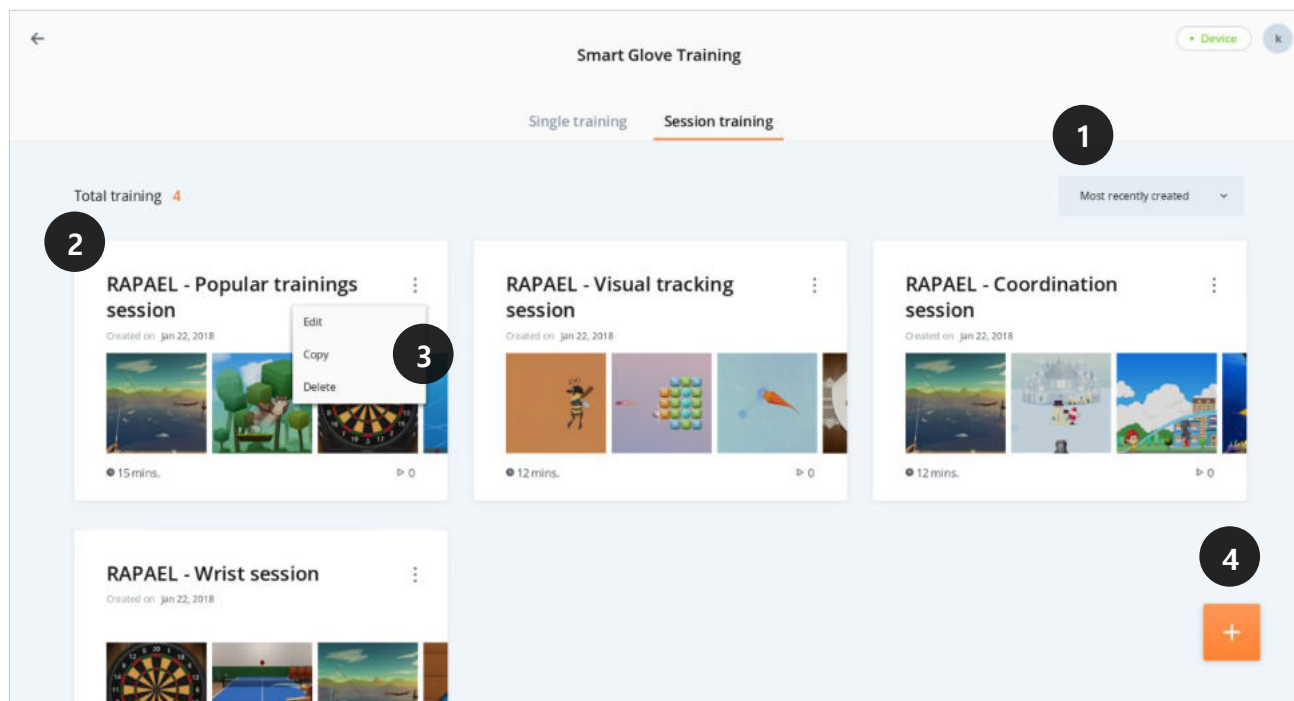 Smart Glove Training
Device
k
Single training
Session training
1
Total training 4
Most recently created
2
RAPAEL - Popular trainings
session
Created on Jan 22, 2018
Edit
Copy
Delete
3
15 mins.
0
RAPAEL - Visual tracking
session
Created on Jan 22, 2018
12 mins.
0
RAPAEL - Coordination
session
Created on Jan 22, 2018
12 mins.
0
RAPAEL - Wrist session
Created on Jan 22, 2018
4
+